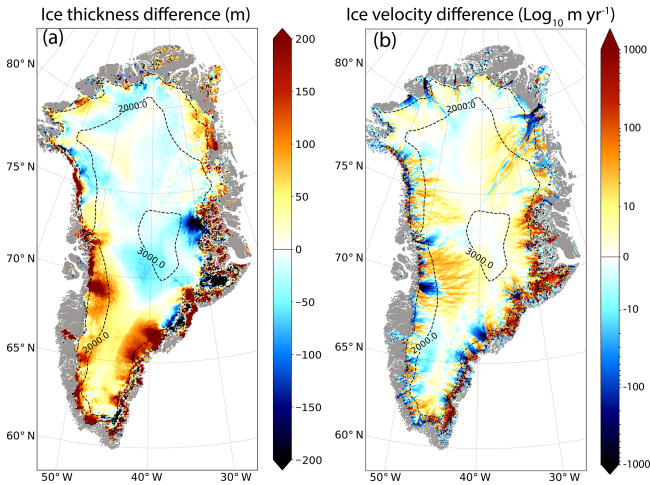 Ice thickness difference (m)
Ice velocity difference (Log10 m yr-1)
(a)
80° N
75° N
70° N
65° N
60° N
50° W
40° W
30° W
2000.0
3000.0
2000.0
200
150
100
50
0
−50
−100
−150
−200
(b)
80° N
75° N
70° N
65° N
60° N
50° W
40° W
30° W
2000.0
3000.0
2000.0
1000
100
10
0
-10
-100
-1000